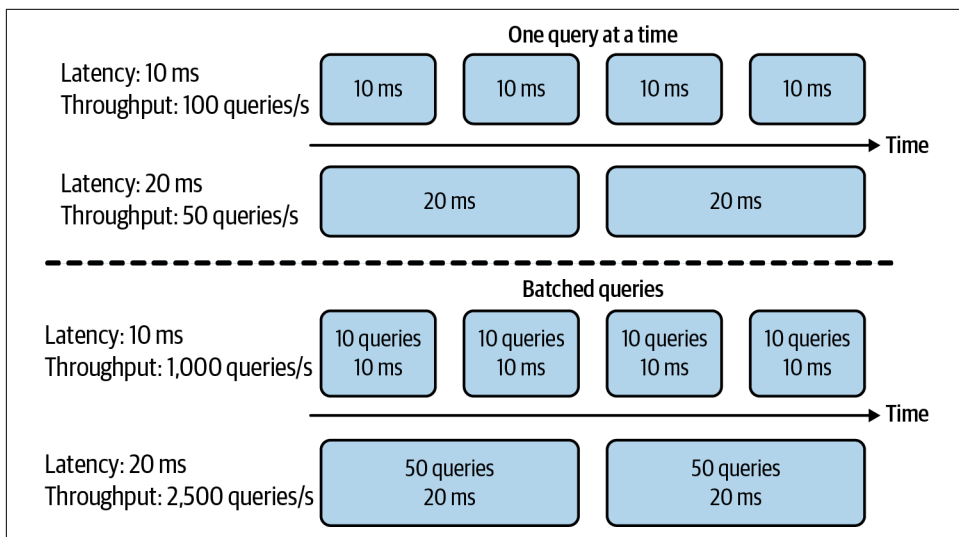 One query at a time
Latency: 10 ms
Throughput: 100 queries/s
10 ms
10 ms
10 ms
10 ms
Time
Latency: 20 ms
Throughput: 50 queries/s
20 ms
20 ms
Batched queries
Latency: 10 ms
Throughput: 1,000 queries/s
10 queries
10 ms
10 queries
10 ms
10 queries
10 ms
10 queries
10 ms
Time
Latency: 20 ms
Throughput: 2,500 queries/s
50 queries
20 ms
50 queries
20 ms